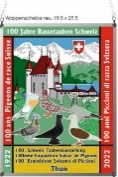 Wappenscheibe neu 19.5 x 25.5
100 Jahre Rassetauben Schweiz
100 ans Pigeons de race Suisse
100 anni Piccioni di razza Svizzera
1922
2022
100. Schweiz. Taubenausstellung
100ème Exposition Suisse de Pigeons
100. Esposizione Svizzera di Piccioni
Thun